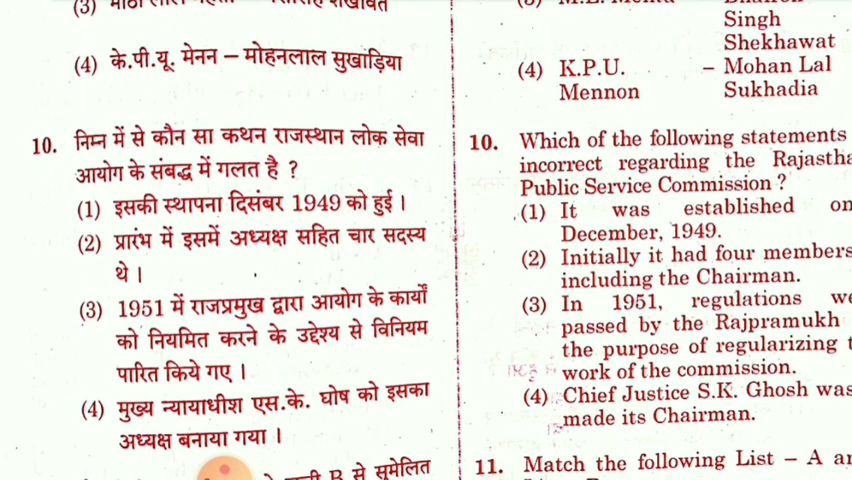 (4) के.पी.यू. मेनन – मोहनलाल सुखाड़िया
10. निम्न में से कौन सा कथन राजस्थान लोक सेवा
आयोग के संबद्ध में गलत है ?
(1) इसकी स्थापना दिसंबर 1949 को हुई।
(2) प्रारंभ में इसमें अध्यक्ष सहित चार सदस्य
थे।
(3) 1951 में राजप्रमुख द्वारा आयोग के कार्यों
को नियमित करने के उद्देश्य से विनियम
पारित किये गए।
(4) मुख्य न्यायाधीश एस.के. घोष को इसका
अध्यक्ष बनाया गया।
सुमेलित
Singh
Shekhawat
(4) K.P.U. – Mohan Lal
Mennon Sukhadia
10. Which of the following statements
incorrect regarding the
Public Service Commission ?
(1) It was established on
December, 1949.
(2) Initially it had four members
including the Chairman.
(3) In 1951, regulations
passed by the Rajpramukh
the purpose of regularizing
work of the commission.
(4) Chief Justice S.K. Ghosh was
made its Chairman.
11. Match the following List – A